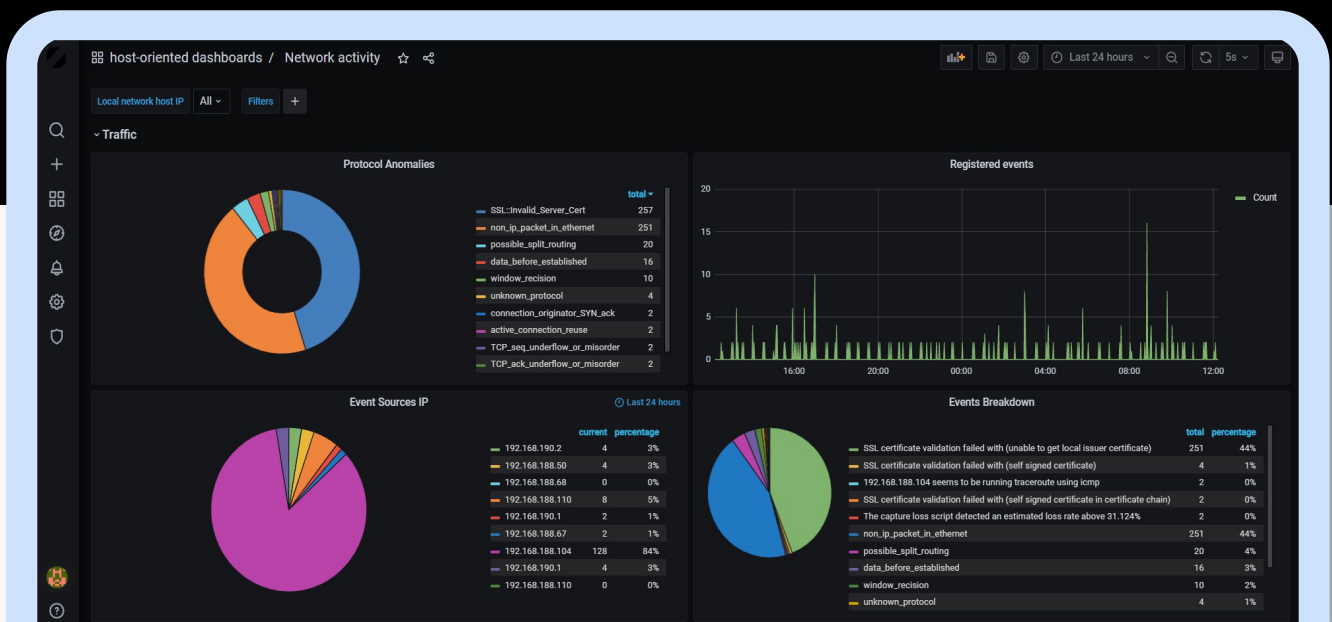 host-oriented dashboards / Network activity
Last 24 hours
5s
Local network host IP All Filters +
Traffic
Protocol Anomalies
total
SSL::Invalid_Server_Cert 257
non_ip_packet_in_ethernet 251
possible_split_routing 20
data_before_established 16
window_recision 10
unknown_protocol 4
connection_originator_SYN_ack 2
active_connection_reuse 2
TCP_seq_underflow_or_misorder 2
TCP_ack_underflow_or_misorder 2
Registered events
20
15
10
5
0
16:00 20:00 00:00 04:00 08:00 12:00
Count
Event Sources IP
Last 24 hours
current percentage
192.168.190.2 4 3%
192.168.188.50 4 3%
192.168.188.68 0 0%
192.168.188.110 8 5%
192.168.190.1 2 1%
192.168.188.67 2 1%
192.168.188.104 128 84%
192.168.190.1 4 3%
192.168.188.110 0 0%
Events Breakdown
total percentage
SSL certificate validation failed with (unable to get local issuer certificate) 251 44%
SSL certificate validation failed with (self signed certificate) 4 1%
192.168.188.104 seems to be running traceroute using icmp 2 0%
SSL certificate validation failed with (self signed certificate in certificate chain) 2 0%
The capture loss script detected an estimated loss rate above 31.124% 2 0%
non_ip_packet_in_ethernet 251 44%
possible_split_routing 20 4%
data_before_established 16 3%
window_recision 10 2%
unknown_protocol 4 1%